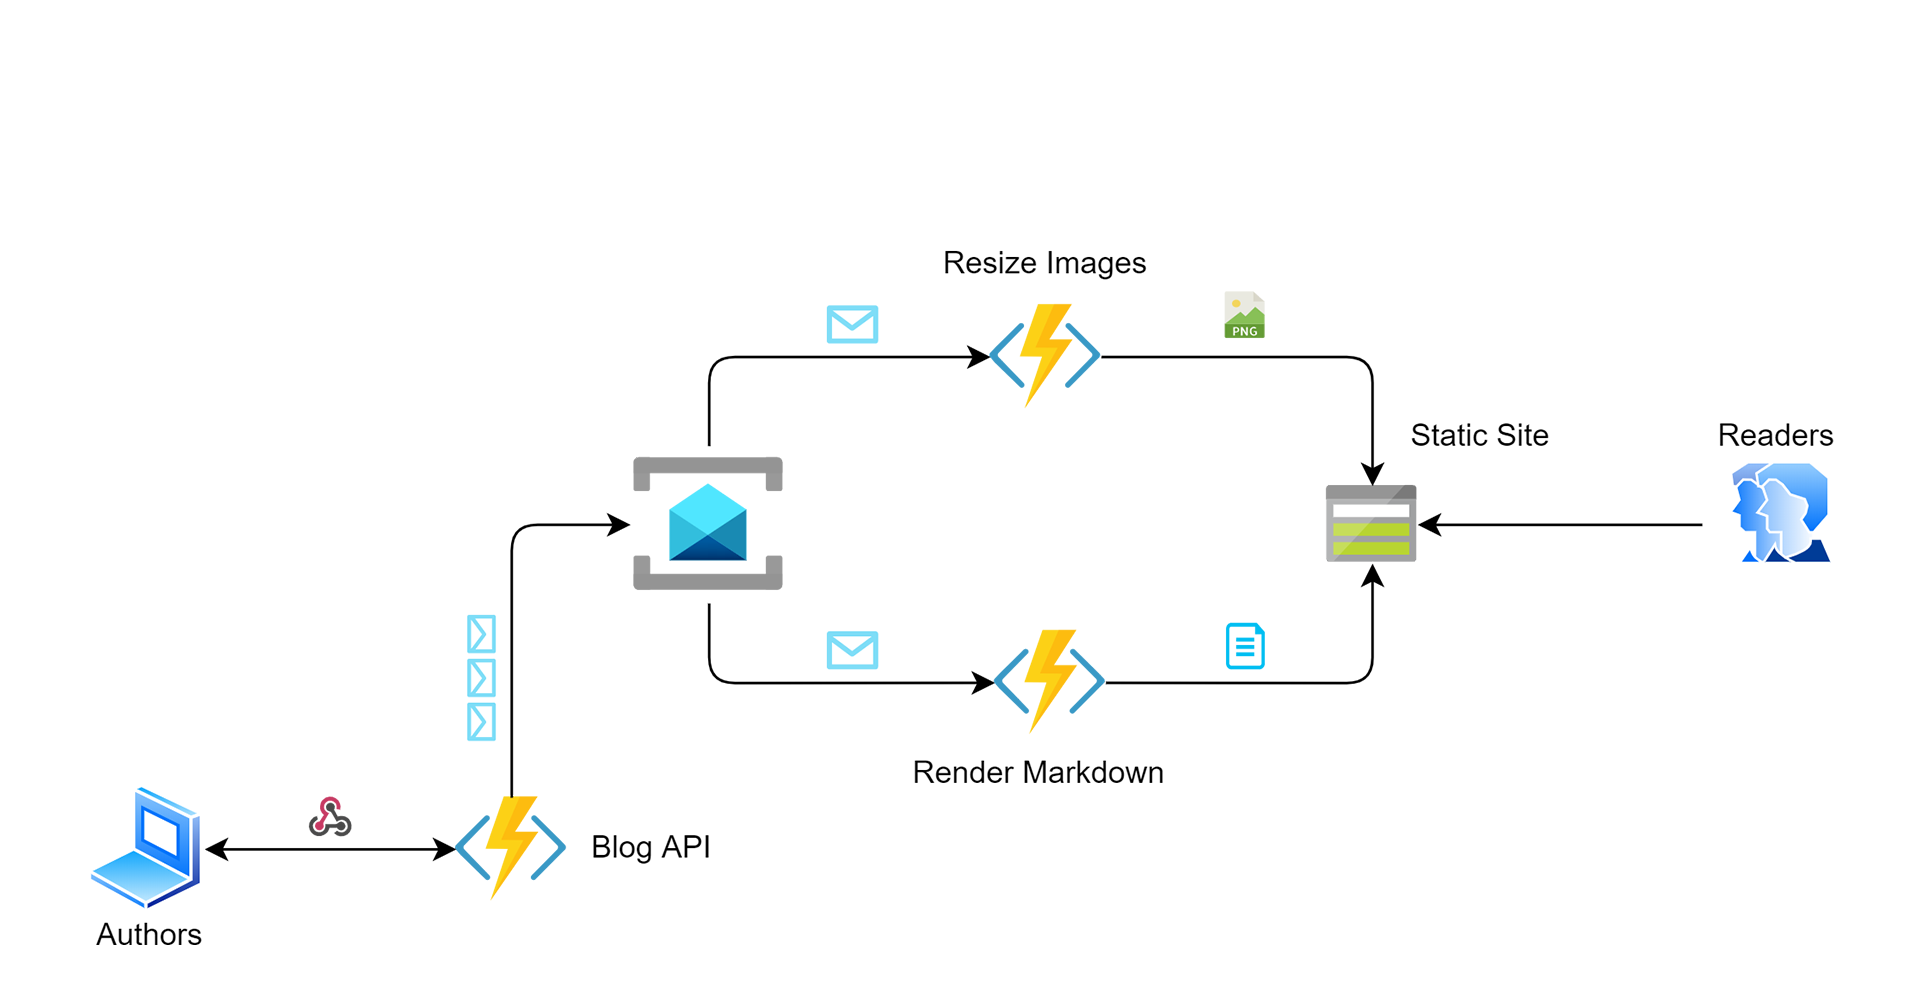 Resize Images
PNG
Static Site
Readers
Render Markdown
Blog API
Authors